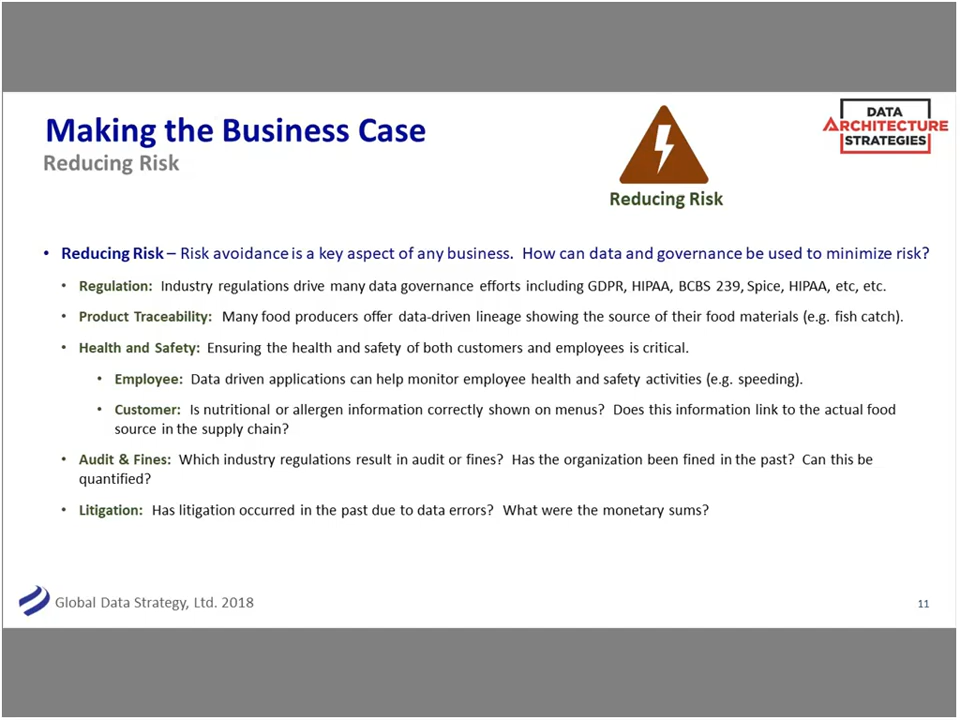 Making the Business Case
Reducing Risk
DATA
ARCHITECTURE
STRATEGIES
Reducing Risk
• Reducing Risk – Risk avoidance is a key aspect of any business. How can data and governance be used to minimize risk?
• Regulation: Industry regulations drive many data governance efforts including GDPR, HIPAA, BCBS 239, Spice, HIPAA, etc, etc.
• Product Traceability: Many food producers offer data-driven lineage showing the source of their food materials (e.g. fish catch).
• Health and Safety: Ensuring the health and safety of both customers and employees is critical.
• Employee: Data driven applications can help monitor employee health and safety activities (e.g. speeding).
• Customer: Is nutritional or allergen information correctly shown on menus? Does this information link to the actual food
source in the supply chain?
• Audit & Fines: Which industry regulations result in audit or fines? Has the organization been fined in the past? Can this be
quantified?
• Litigation: Has litigation occurred in the past due to data errors? What were the monetary sums?
Global Data Strategy, Ltd. 2018
11